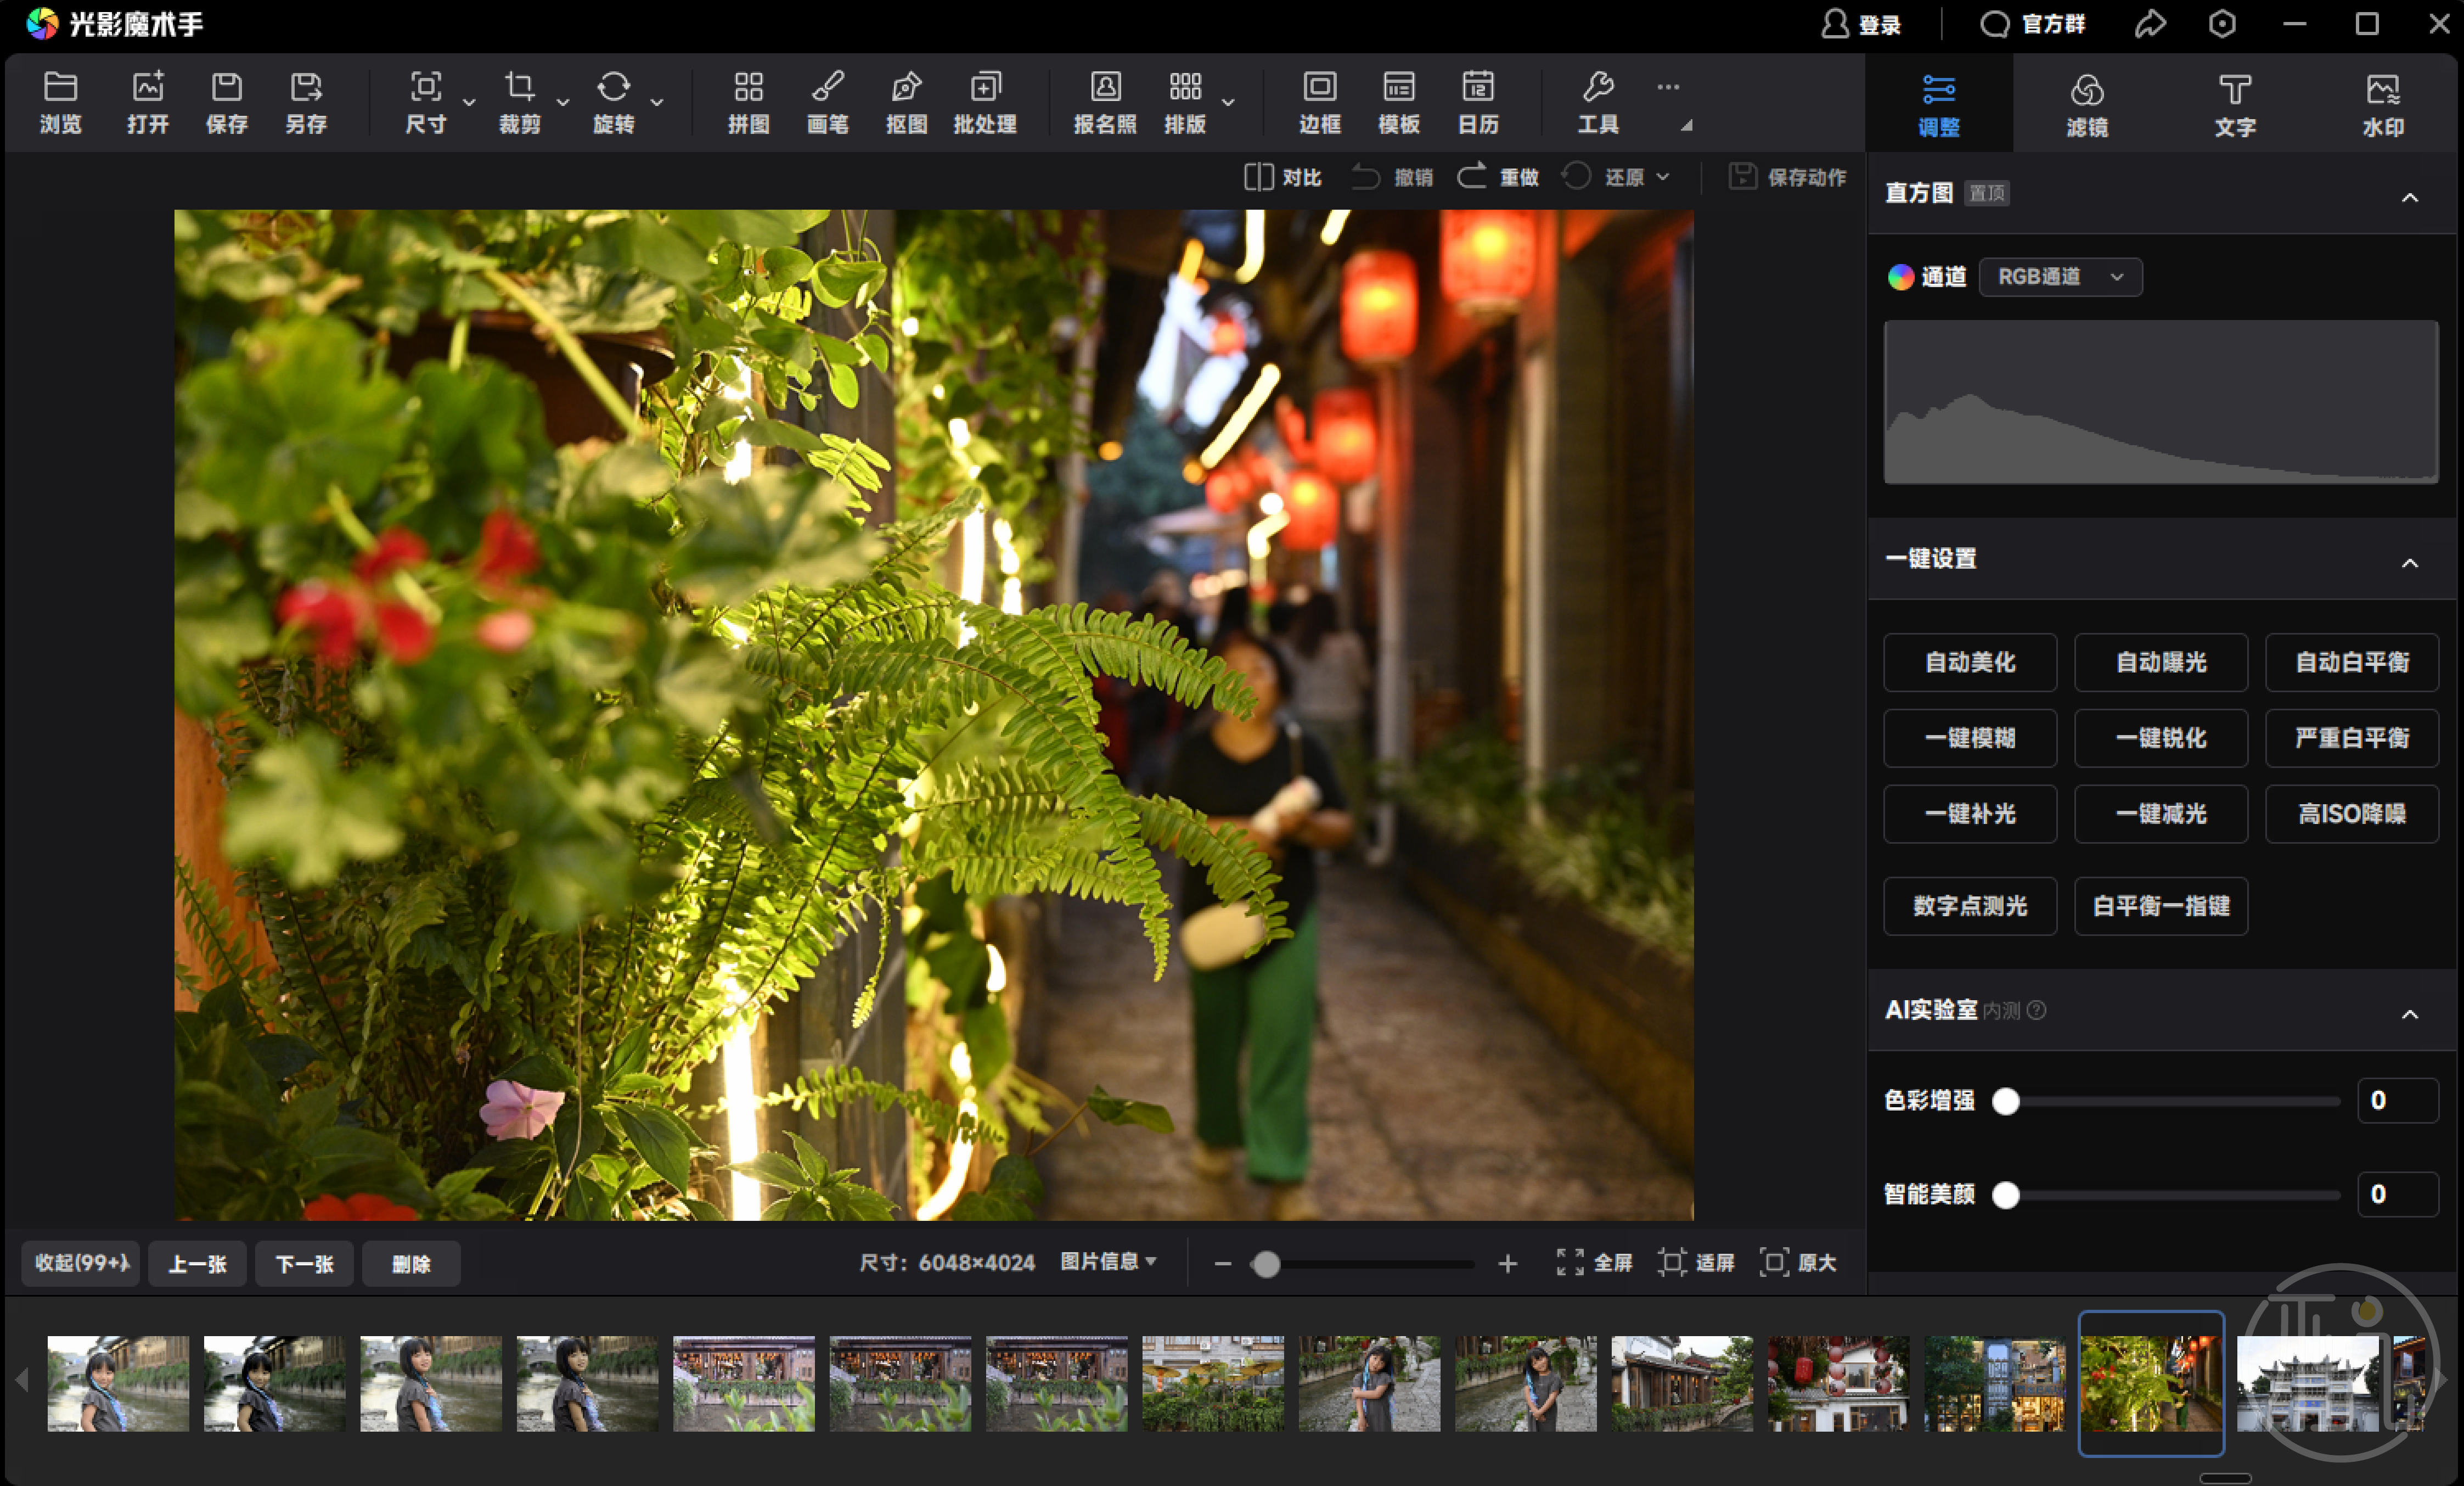 光影魔术手
登录
官方群
浏览 打开 保存 另存 尺寸 裁剪 旋转 拼图 画笔 抠图 批处理 报名照 排版 边框 模板 日历 工具
调整 滤镜 文字 水印
对比 撤销 重做 还原 保存动作
直方图 置顶
通道 RGB通道
一键设置
自动美化 自动曝光 自动白平衡
一键模糊 一键锐化 严重白平衡
一键补光 一键减光 高ISO降噪
数字点测光 白平衡一指键
AI实验室 内测
色彩增强 0
智能美颜 0
收起(99+) 上一张 下一张 删除 尺寸：6048×4024 图片信息 全屏 适屏 原大